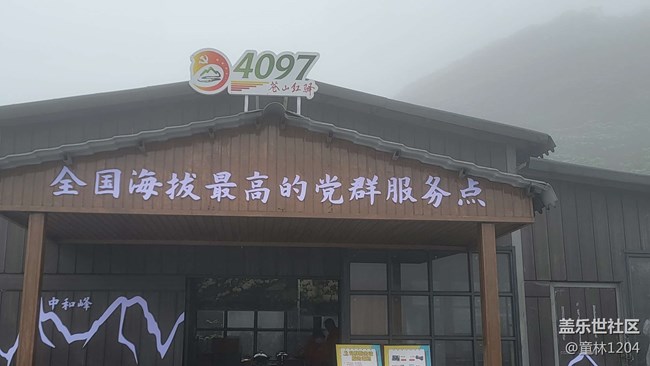 4097
苍山红驿
全国海拔最高的党群服务点
中和峰
盖乐世社区
@童林1204